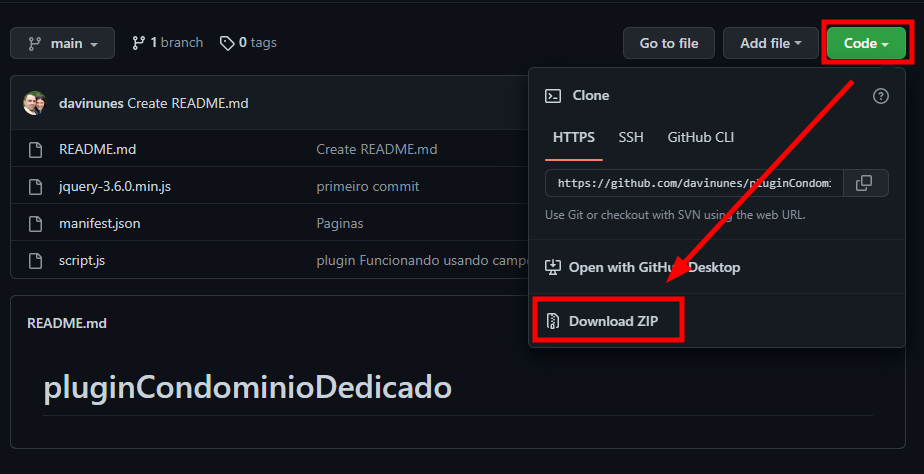 main 1 branch 0 tags Go to file Add file Code
davinunes Create README.md
README.md Create README.md
jquery-3.6.0.min.js primeiro commit
manifest.json Paginas
script.js plugin Funcionando usando campo
Clone
HTTPS SSH GitHub CLI
https://github.com/davinunes/pluginCondomi
Use Git or checkout with SVN using the web URL.
Open with GitHub Desktop
Download ZIP
README.md
pluginCondominioDedicado